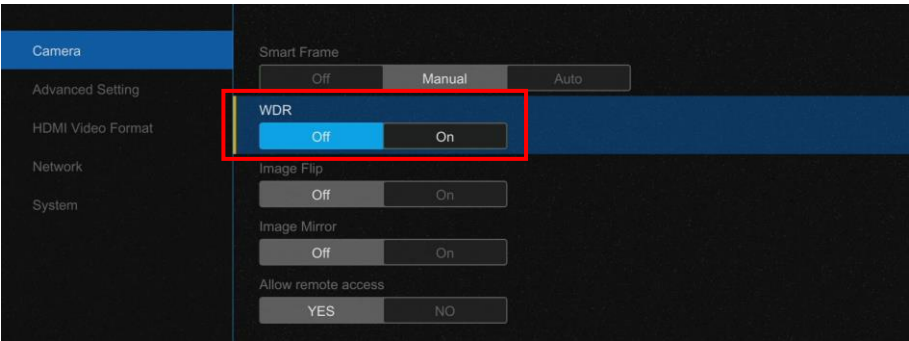 Camera
Advanced Setting
HDMI Video Format
Network
System
Smart Frame
Off Manual Auto
WDR
Off On
Image Flip
Off On
Image Mirror
Off On
Allow remote access
YES NO